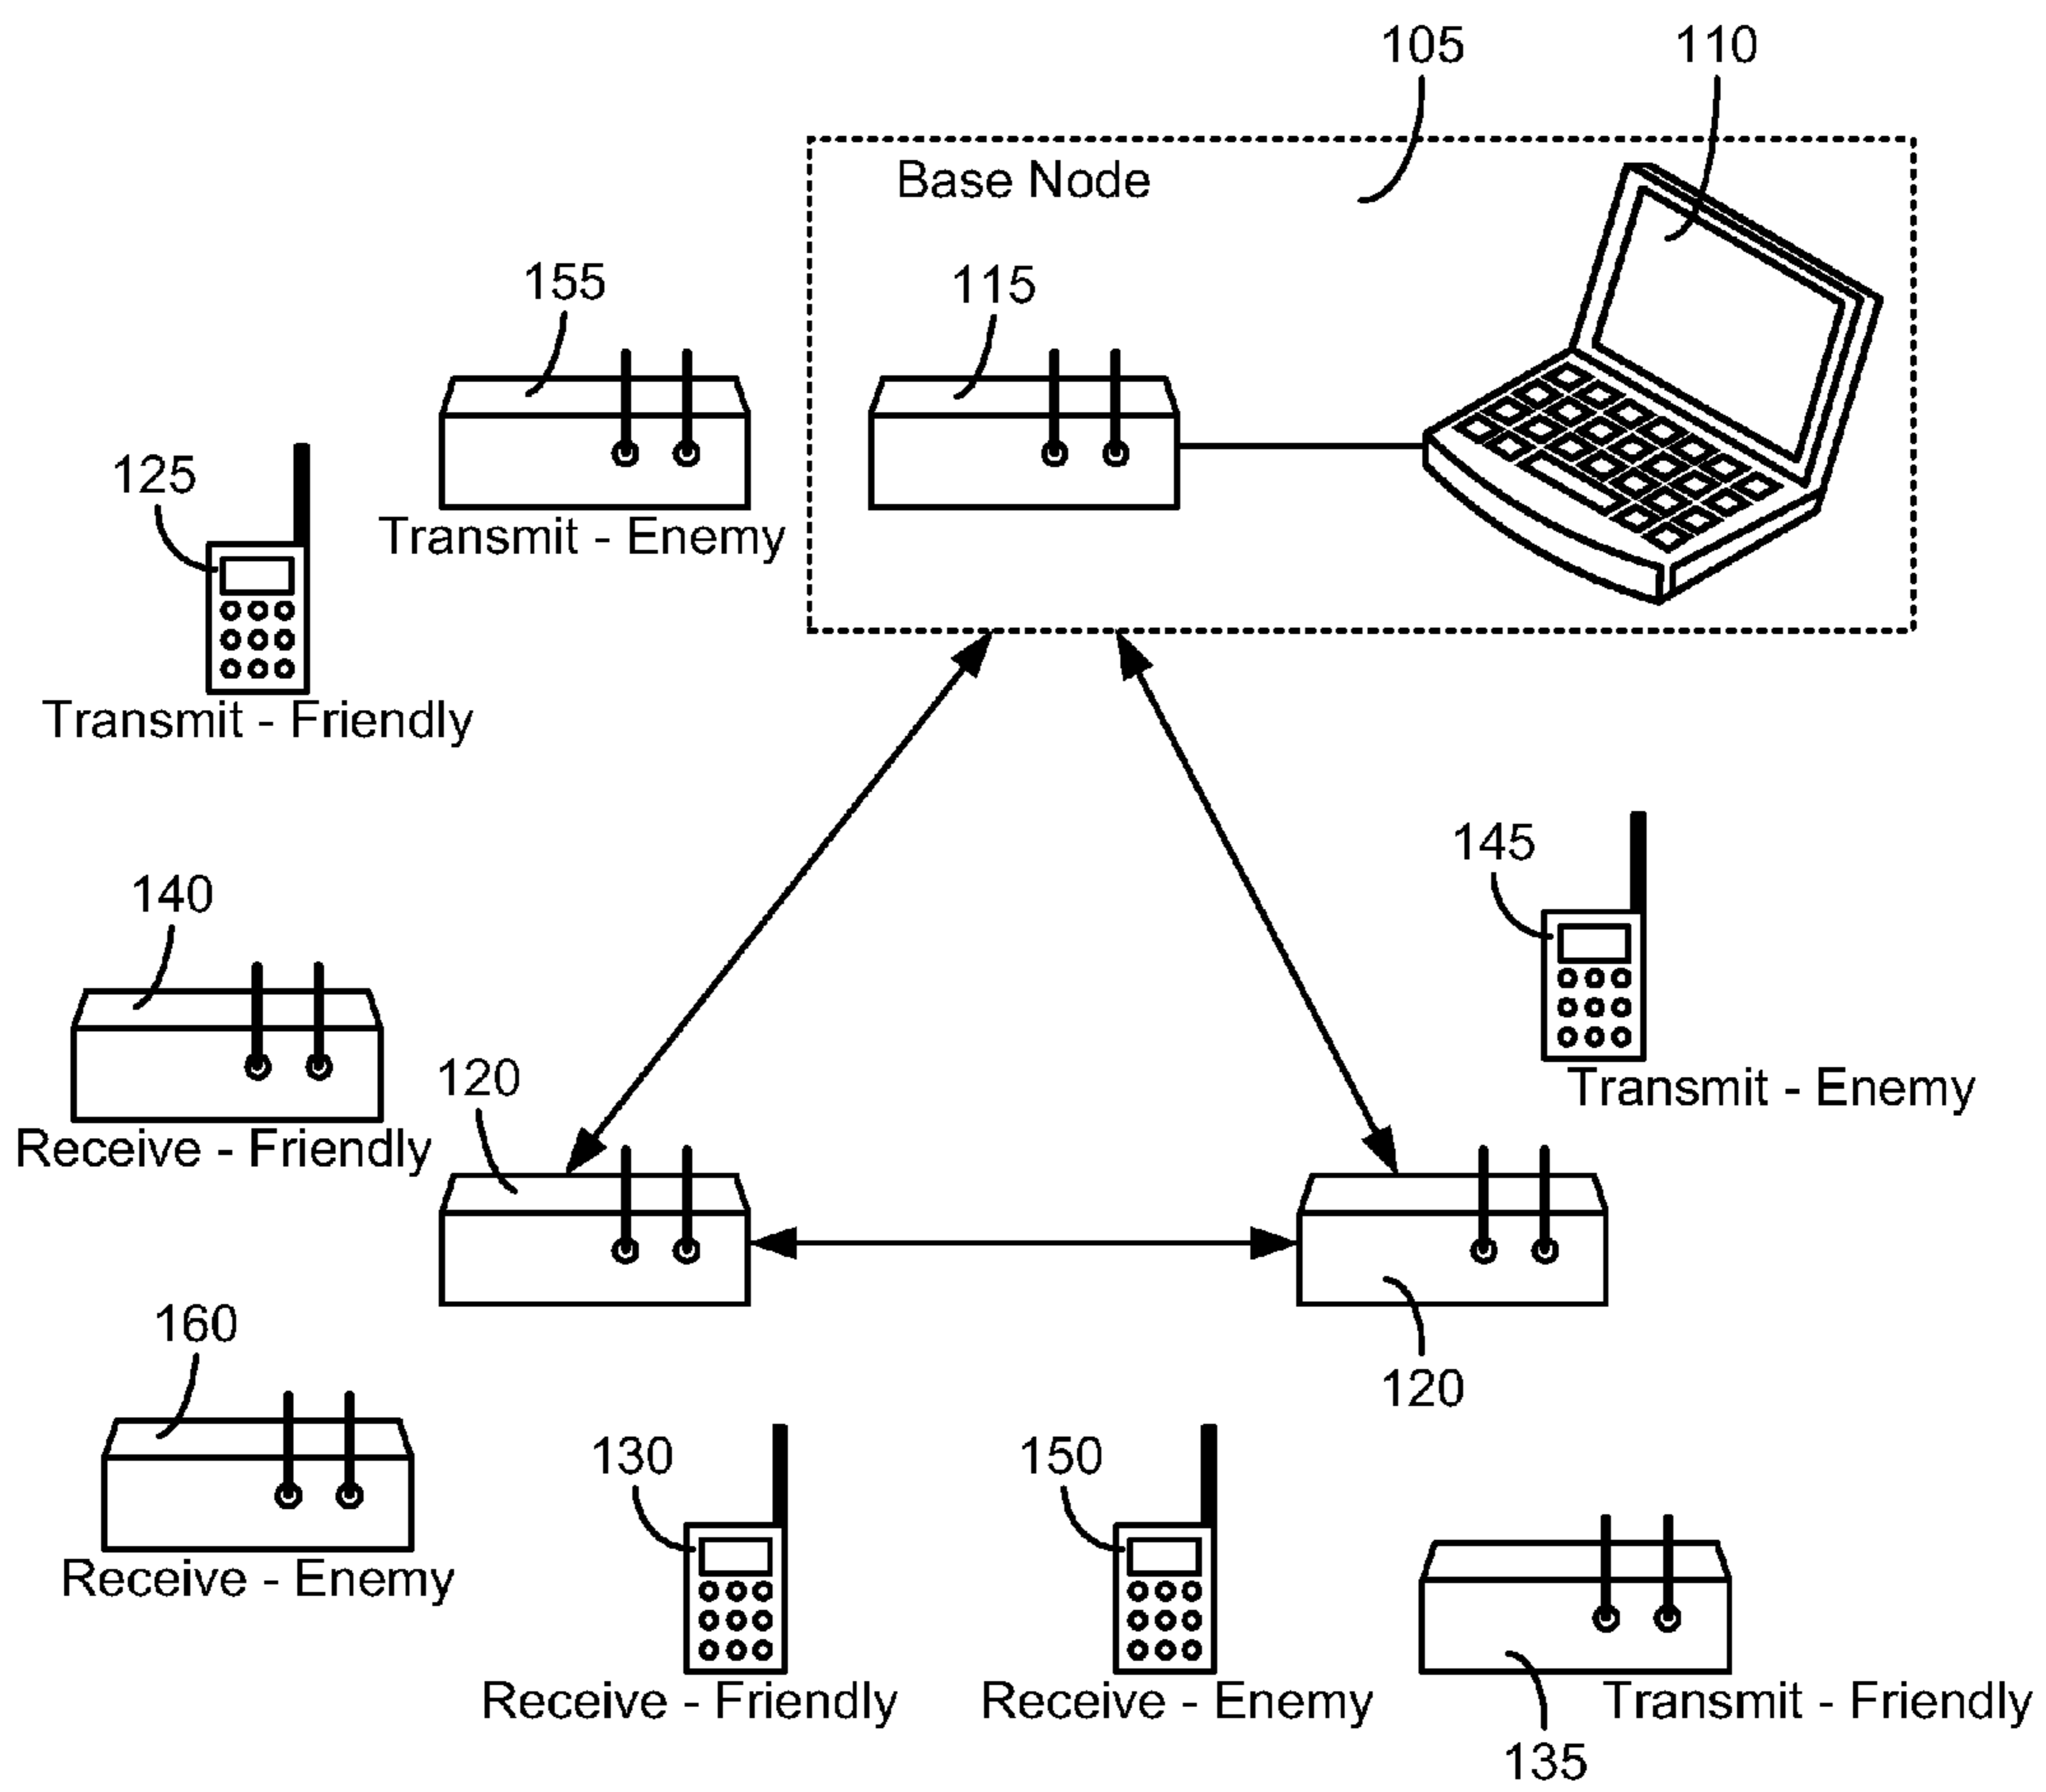 105
110
Base Node
155
115
125
Transmit - Enemy
Transmit - Friendly
145
140
120
Transmit - Enemy
Receive - Friendly
160
120
130
150
Receive - Enemy
Receive - Friendly
Receive - Enemy
Transmit - Friendly
135